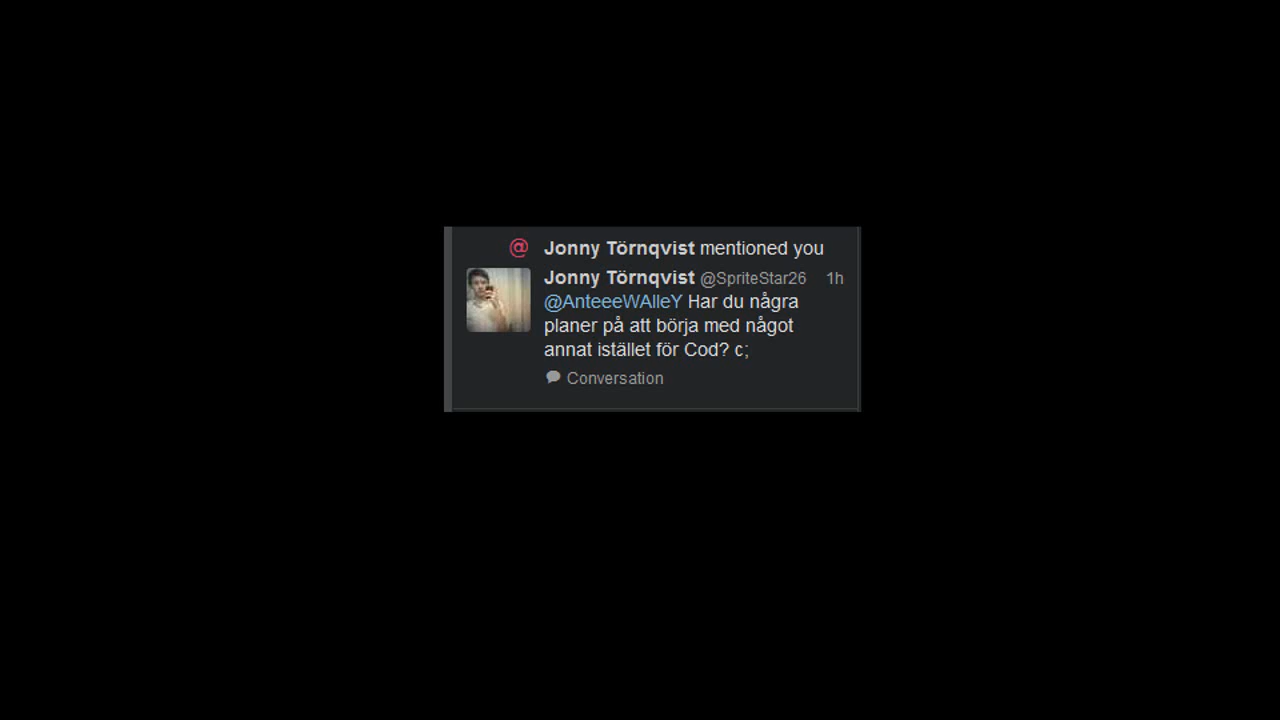 @ Jonny Törnqvist mentioned you
Jonny Törnqvist @SpriteStar26 1h
@AnteeeWAlleY Har du några
planer på att börja med något
annat istället för Cod? c;
Conversation